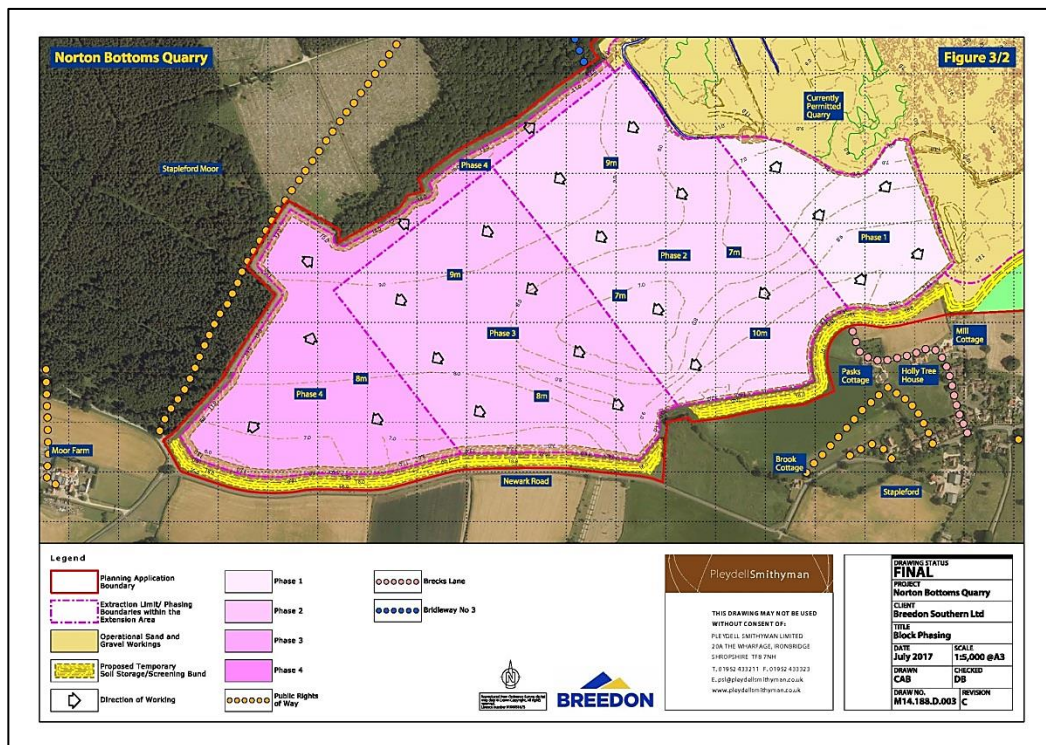 Norton Bottoms Quarry
Figure 3/2
Currently
Permitted
Quarry
Stapleford Moor
Phase 4
9m
Phase 1
Phase 2
7m
9m
7m
Phase 3
10m
Mill
Cottage
Pasks
Cottage
Holly Tree
House
8m
Phase 4
8m
Moor Farm
Brook
Cottage
Newark Road
Stapleford
Legend
Planning Application
Boundary
Extraction Limit/ Phasing
Boundaries within the
Extension Area
Operational Sand and
Gravel Workings
Proposed Temporary
Soil Storage/Screening Bund
Direction of Working
Phase 1
Phase 2
Phase 3
Phase 4
Public Rights
of Way
Brecks Lane
Bridleway No 3
BREEDON
PleydellSmithyman
THIS DRAWING MAY NOT BE USED
WITHOUT CONSENT OF:
PLEYDELL SMITHYMAN LIMITED
20A THE WHARFAGE, IRONBRIDGE
SHROPSHIRE TF8 7NH
T. 01952 433211 F. 01952 433323
E. psl@pleydellsmithyman.co.uk
www.pleydellsmithyman.co.uk
DRAWING STATUS
FINAL
PROJECT
Norton Bottoms Quarry
CLIENT
Breedon Southern Ltd
TITLE
Block Phasing
DATE
July 2017
SCALE
1:5,000 @A3
DRAWN
CAB
CHECKED
DB
DRAW NO.
M14.188.D.003
REVISION
C